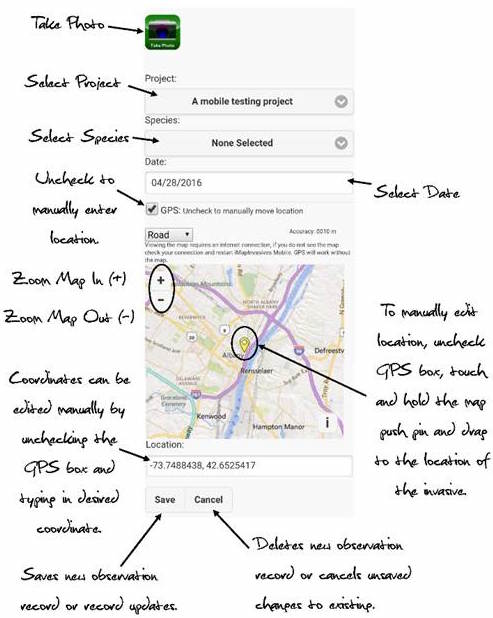 Take Photo
Take Photo
Select Project
Project:
A mobile testing project
Select Species
Species:
None Selected
Date:
04/28/2016
Select Date
Uncheck to
manually enter
location.
GPS: Uncheck to manually move location
Road
Accuracy: 0010 m
Viewing the map requires an internet connection, if you do not see the map
check your connection and restart iMapInvasives Mobile. GPS will work without
the map.
Zoom Map In (+)
Zoom Map Out (-)
+
-
NORTH ALBANY
Albany
Rensselaer
Defreestv
DELAWARE
AVENUE
Graceland
Cemetery
Kenwood
Hampton Manor
i
To manually edit
location, uncheck
GPS box, touch
and hold the map
push pin and drag
to the location of
the invasive.
Coordinates can be
edited manually by
unchecking the
GPS box and
typing in desired
coordinate.
Location:
-73.7488438, 42.6525417
Save
Cancel
Saves new observation
record or record updates.
Deletes new observation
record or cancels unsaved
changes to existing.